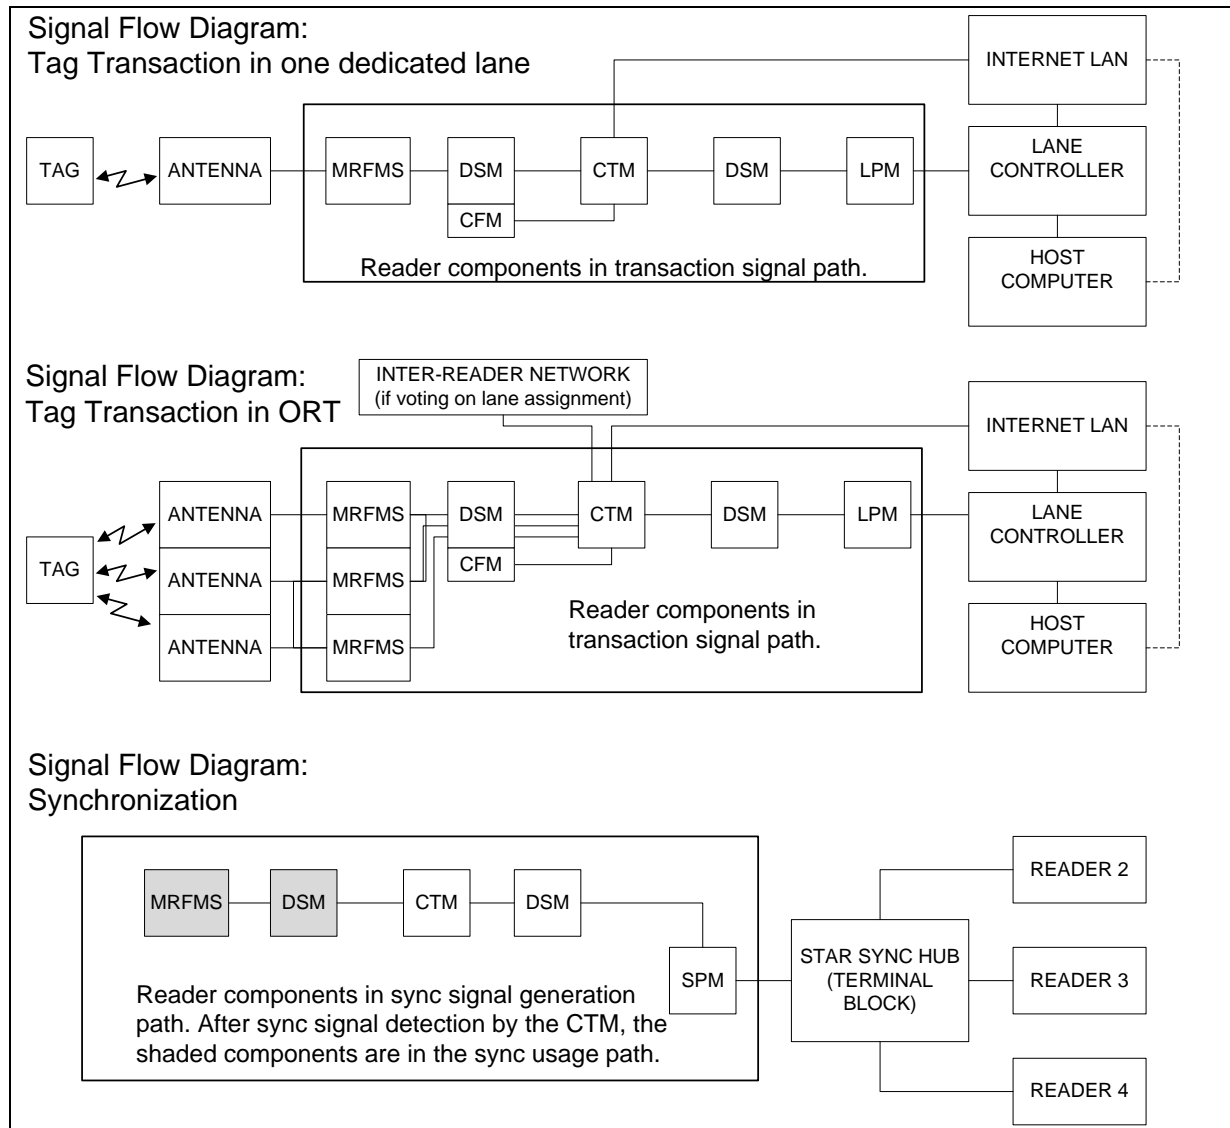 Signal Flow Diagram:
Tag Transaction in one dedicated lane
INTERNET LAN
TAG
ANTENNA
MRFMS
DSM
CTM
DSM
LPM
LANE
CONTROLLER
CFM
Reader components in transaction signal path.
HOST
COMPUTER
Signal Flow Diagram:
Tag Transaction in ORT
INTER-READER NETWORK
(if voting on lane assignment)
INTERNET LAN
ANTENNA
MRFMS
DSM
CTM
DSM
LPM
LANE
CONTROLLER
TAG
ANTENNA
MRFMS
CFM
ANTENNA
MRFMS
Reader components in
transaction signal path.
HOST
COMPUTER
Signal Flow Diagram:
Synchronization
MRFMS
DSM
CTM
DSM
SPM
Reader components in sync signal generation
path. After sync signal detection by the CTM, the
shaded components are in the sync usage path.
STAR SYNC HUB
(TERMINAL
BLOCK)
READER 2
READER 3
READER 4